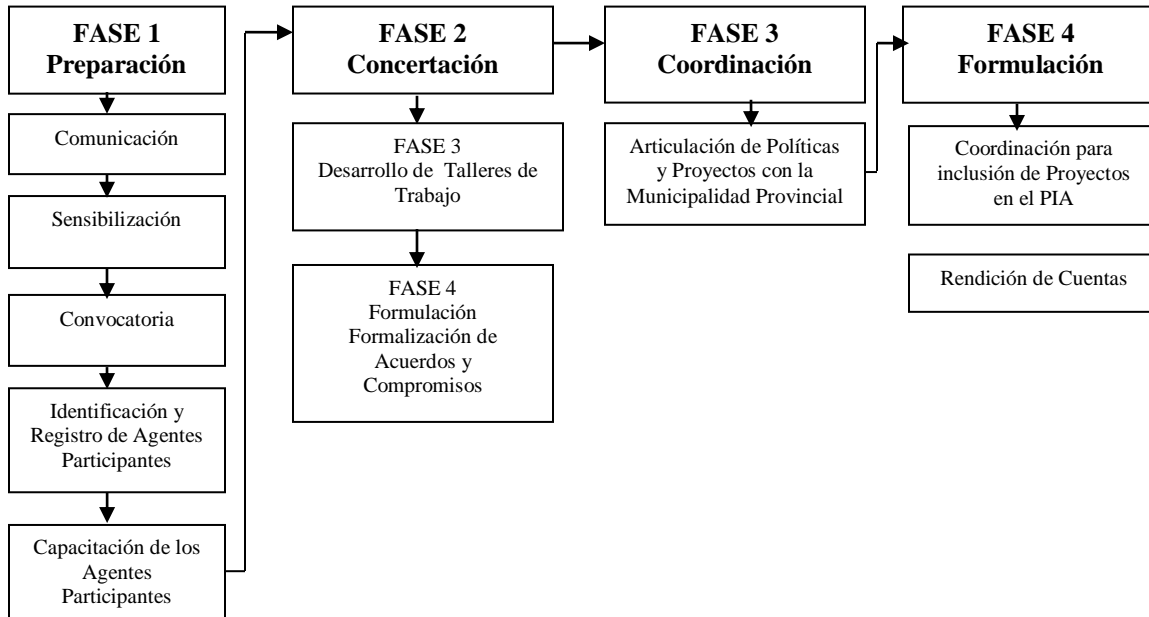 FASE 1
Preparación
Comunicación
Sensibilización
Convocatoria
Identificación y
Registro de Agentes
Participantes
Capacitación de los
Agentes
Participantes
FASE 2
Concertación
FASE 3
Desarrollo de Talleres de
Trabajo
FASE 4
Formulación
Formalización de
Acuerdos y
Compromisos
FASE 3
Coordinación
Articulación de Políticas
y Proyectos con la
Municipalidad Provincial
FASE 4
Formulación
Coordinación para
inclusión de Proyectos
en el PIA
Rendición de Cuentas